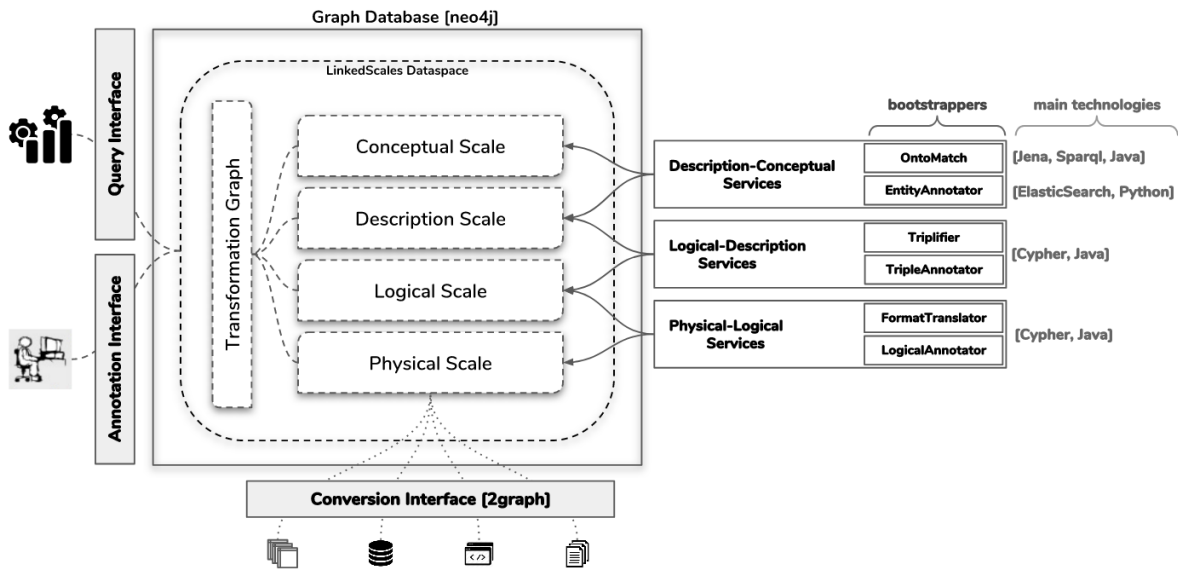 Graph Database [neo4j]
LinkedScales Dataspace
Query Interface
Annotation Interface
Transformation Graph
Conceptual Scale
Description Scale
Logical Scale
Physical Scale
bootstrappers
main technologies
Description-Conceptual
Services
OntoMatch
[Jena, Sparql, Java]
EntityAnnotator
[ElasticSearch, Python]
Logical-Description
Services
Triplifier
TripleAnnotator
[Cypher, Java]
Physical-Logical
Services
FormatTranslator
LogicalAnnotator
[Cypher, Java]
Conversion Interface [2graph]